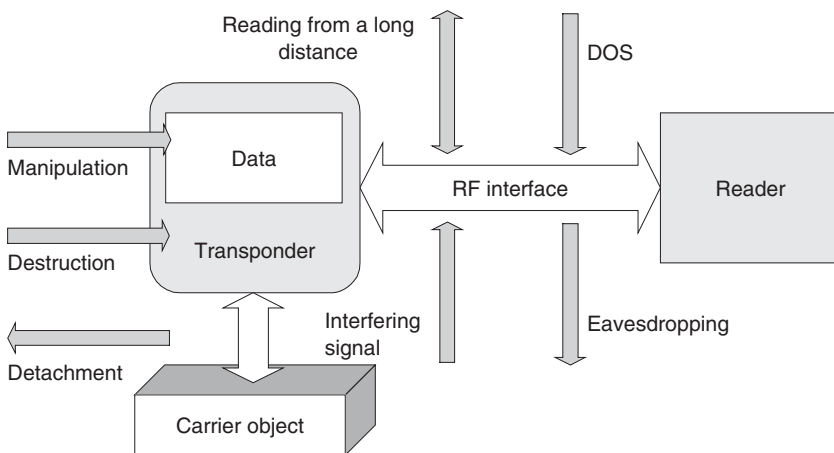 Reading from a long
distance
DOS
Manipulation
Data
RF interface
Reader
Destruction
Transponder
Detachment
Interfering
signal
Eavesdropping
Carrier object